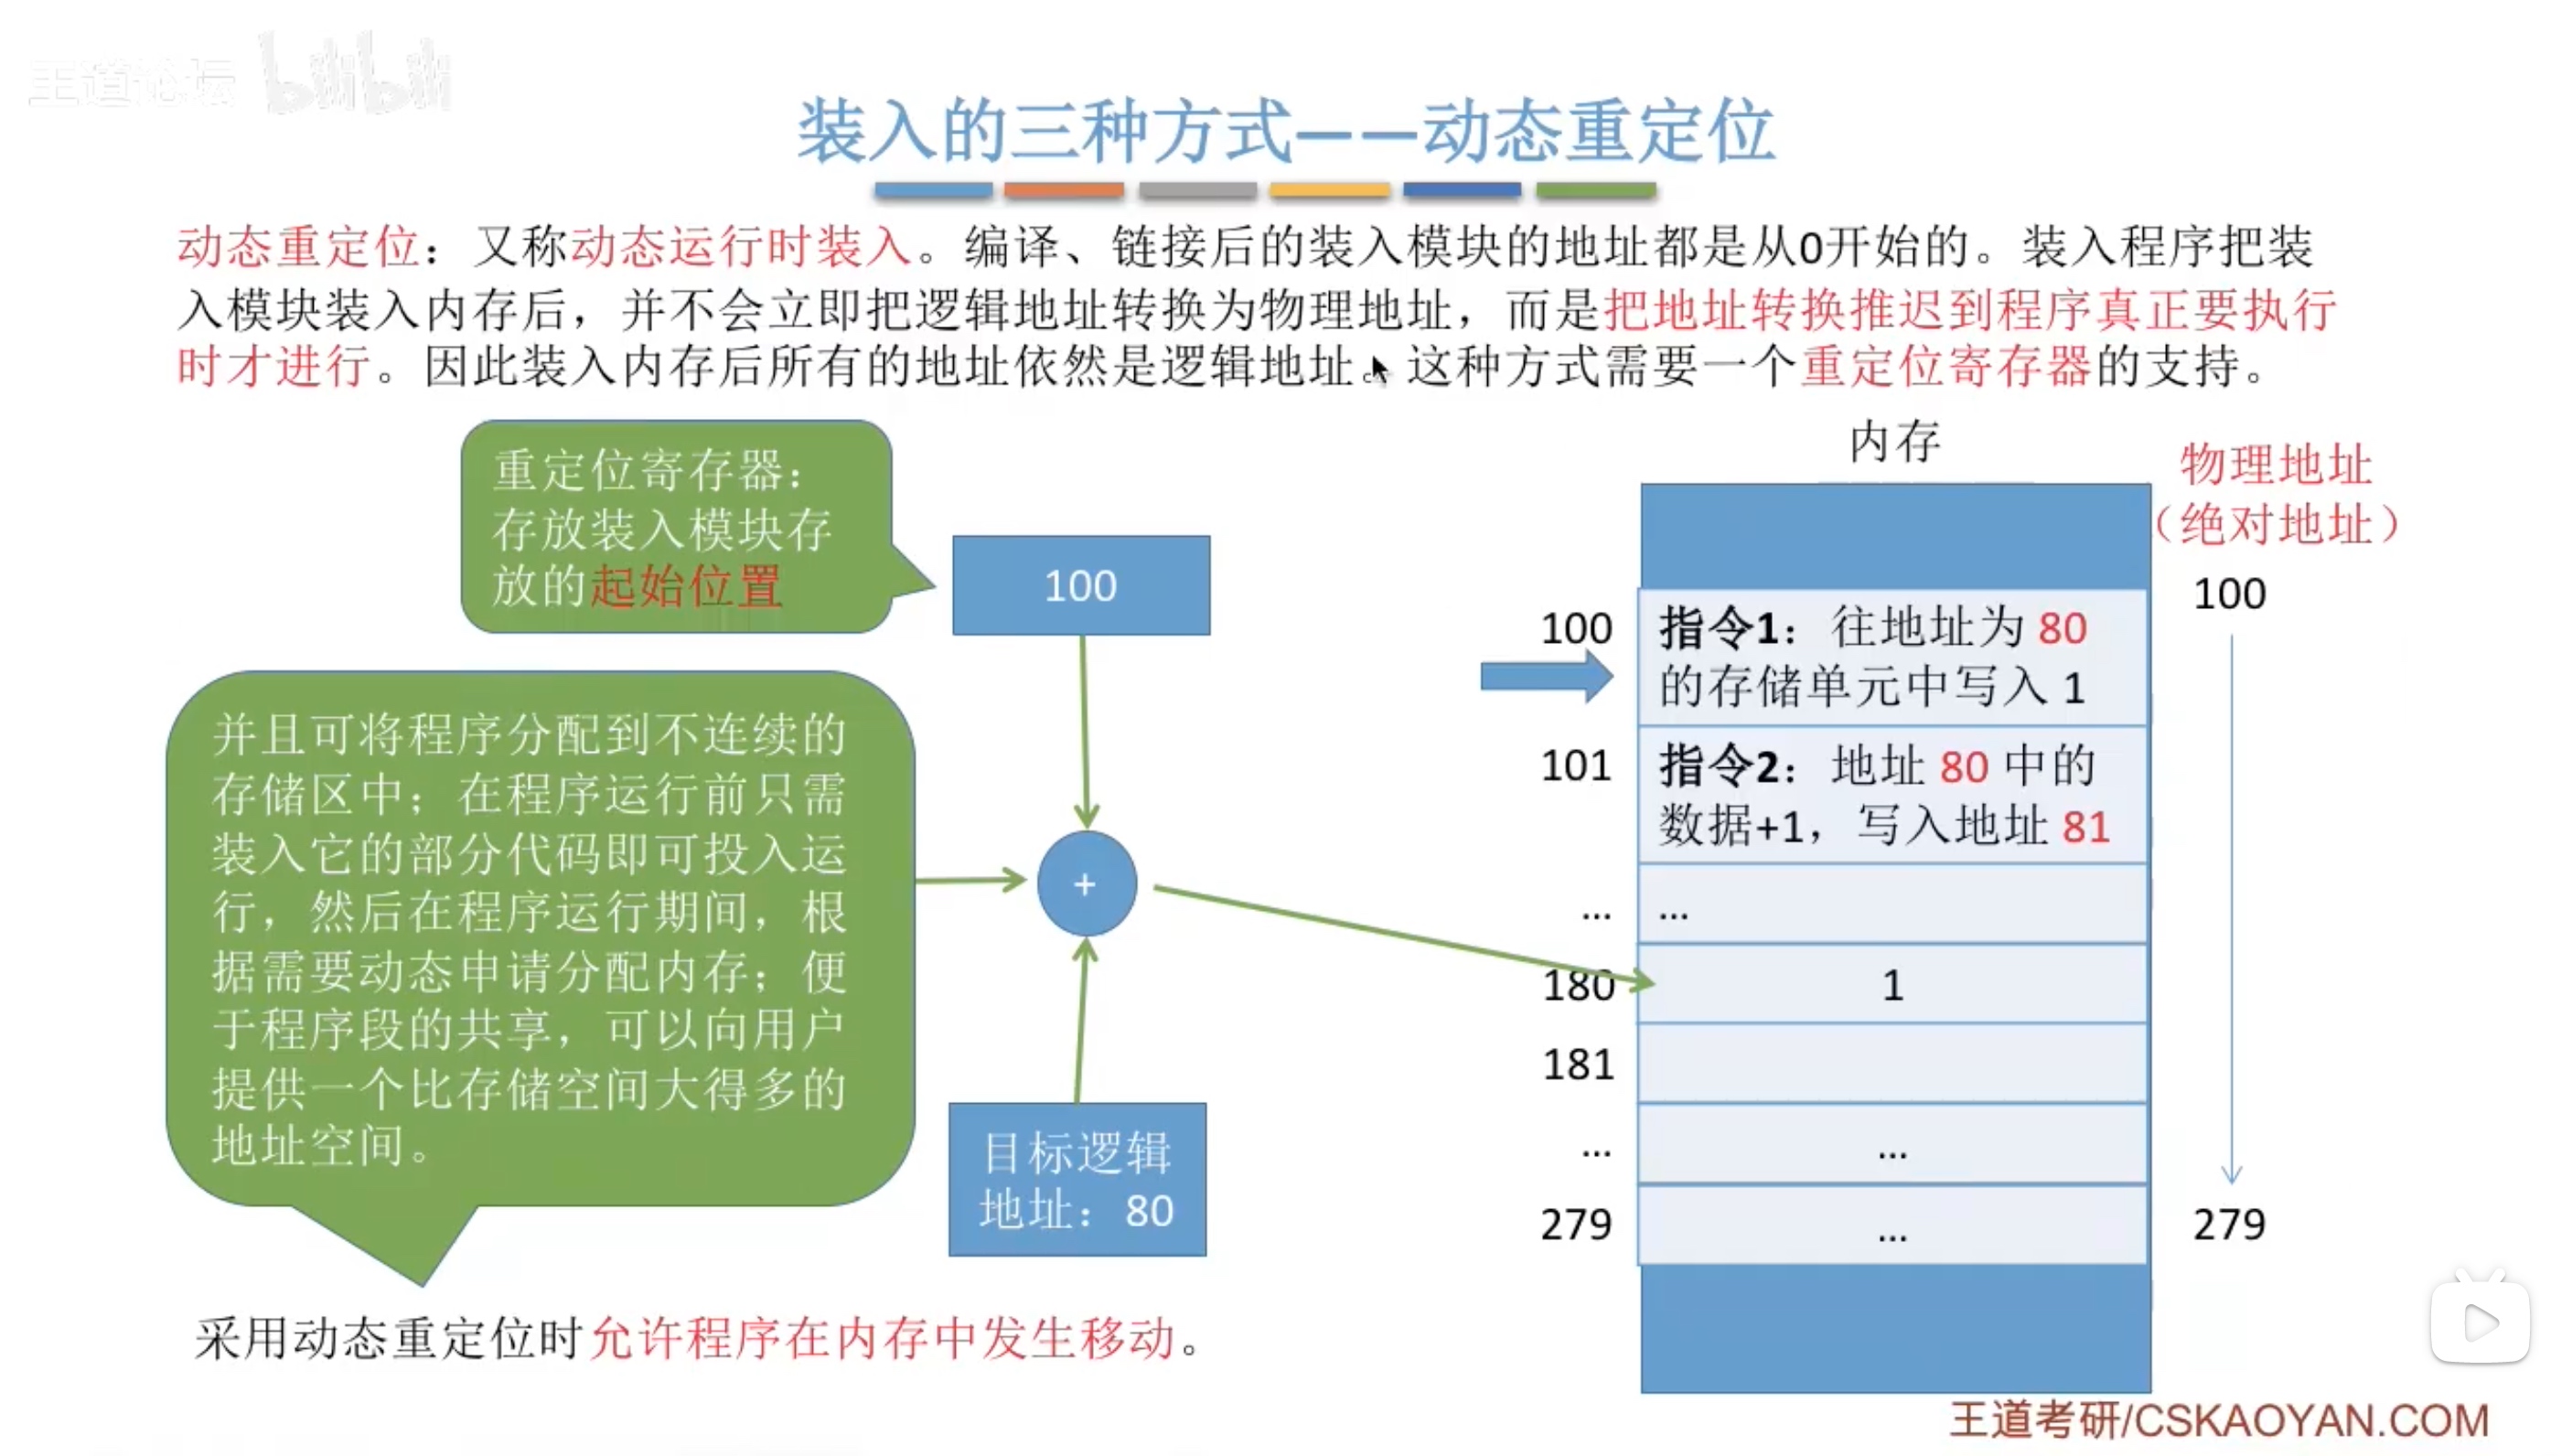 王道论坛 bilibili
装入的三种方式——动态重定位
动态重定位：又称动态运行时装入。编译、链接后的装入模块的地址都是从0开始的。装入程序把装
入模块装入内存后，并不会立即把逻辑地址转换为物理地址，而是把地址转换推迟到程序真正要执行
时才进行。因此装入内存后所有的地址依然是逻辑地址。这种方式需要一个重定位寄存器的支持。
重定位寄存器：
存放装入模块存
放的起始位置
100
并且可将程序分配到不连续的
存储区中；在程序运行前只需
装入它的部分代码即可投入运
行，然后在程序运行期间，根
据需要动态申请分配内存；便
于程序段的共享，可以向用户
提供一个比存储空间大得多的
地址空间。
+
目标逻辑
地址：80
采用动态重定位时允许程序在内存中发生移动。
内存
物理地址
（绝对地址）
100
100
指令1：往地址为 80
的存储单元中写入 1
101
指令2：地址 80 中的
数据+1，写入地址 81
... ...
180 1
181
... ...
279 ...
279
王道考研/CSKAOYAN.COM